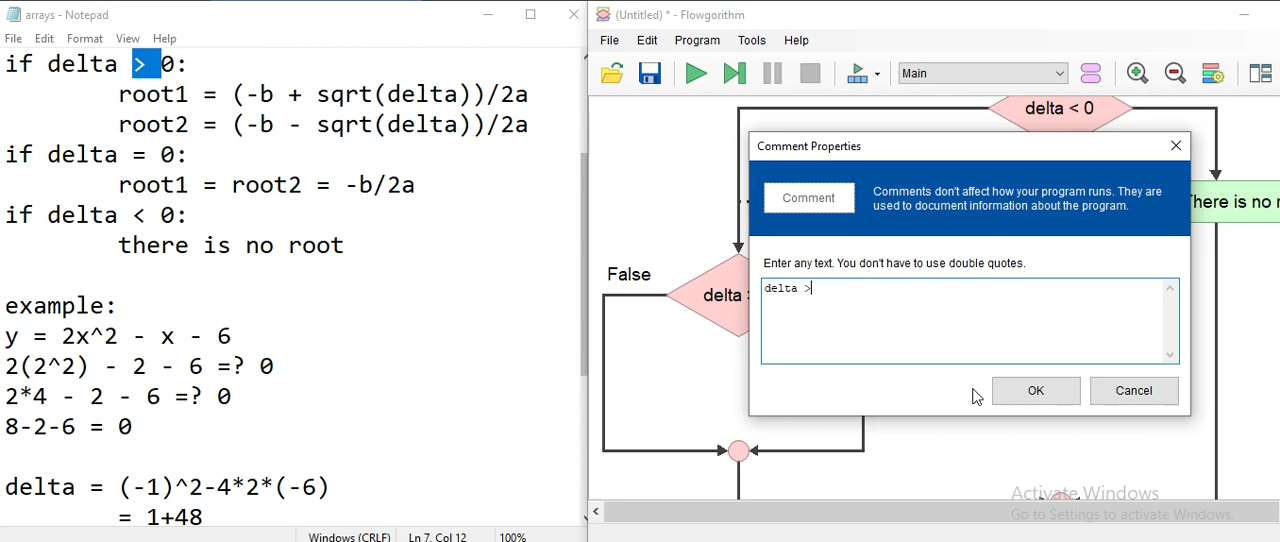 arrays - Notepad
File Edit Format View Help
if delta > 0:
root1 = (-b + sqrt(delta))/2a
root2 = (-b - sqrt(delta))/2a
if delta = 0:
root1 = root2 = -b/2a
if delta < 0:
there is no root
example:
y = 2x^2 - x - 6
2(2^2) - 2 - 6 =? 0
2*4 - 2 - 6 =? 0
8-2-6 = 0
delta = (-1)^2-4*2*(-6)
= 1+48
Windows (CRLF) Ln 7, Col 12 100%
(Untitled) * - Flowgorithm
File Edit Program Tools Help
Main
delta < 0
Comment Properties
Comment
Comments don't affect how your program runs. They are
used to document information about the program.
There is no r
Enter any text. You don't have to use double quotes.
False
delta >
delta >
OK Cancel
Activate Windows
Go to Settings to activate Windows.